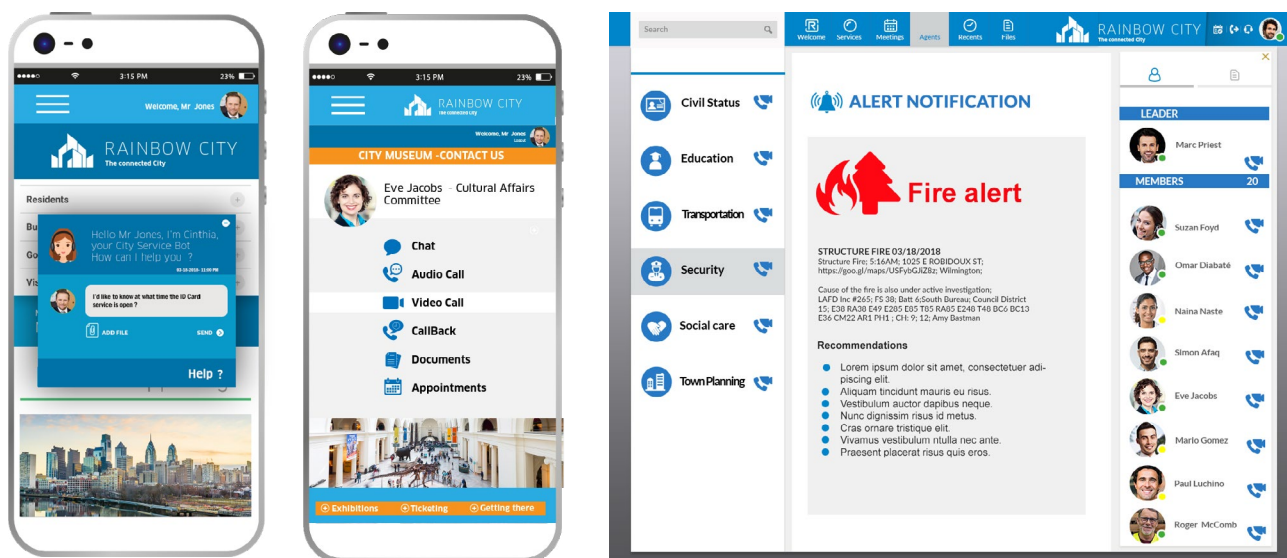 3:15 PM
23%
Welcome, Mr Jones
RAINBOW CITY
The connected City
Residents
Bu
Go
Vis
Hello Mr Jones, I'm Cinthia,
your City Service Bot
How can I help you ?
03-18-2018- 11:00 PM
I'd like to know at what time the ID Card
service is open ?
ADD FILE
SEND
Help ?
3:15 PM
23%
RAINBOW CITY
The connected City
Welcome, Mr Jones
CITY MUSEUM -CONTACT US
Eve Jacobs - Cultural Affairs
Committee
Chat
Audio Call
Video Call
CallBack
Documents
Appointments
Exhibitions
Ticketing
Getting there
Search
Welcome
Services
Meetings
Agents
Recents
Files
RAINBOW CITY
The connected City
Civil Status
Education
Transportation
Security
Social care
Town Planning
ALERT NOTIFICATION
Fire alert
STRUCTURE FIRE 03/18/2018
Structure Fire; 5:16AM; 1025 E ROBIDOUX ST;
https://goo.gl/maps/USFybGJiZ8z; Wilmington;
Cause of the fire is also under active investigation;
LAFD Inc #265; FS 38; Batt 6;South Bureau; Council District
15; E38 RA38 E49 E285 E85 T85 RA85 E248 T48 BC6 BC13
E36 CM22 AR1 PH1 ; CH: 9; 12; Amy Bastman
Recommendations
Lorem ipsum dolor sit amet, consectetuer adi-
piscing elit.
Aliquam tincidunt mauris eu risus.
Vestibulum auctor dapibus neque.
Nunc dignissim risus id metus.
Cras ornare tristique elit.
Vivamus vestibulum ntulla nec ante.
Praesent placerat risus quis eros.
LEADER
Marc Priest
MEMBERS 20
Suzan Foyd
Omar Diabaté
Naina Naste
Simon Afaq
Eve Jacobs
Mario Gomez
Paul Luchino
Roger McComb